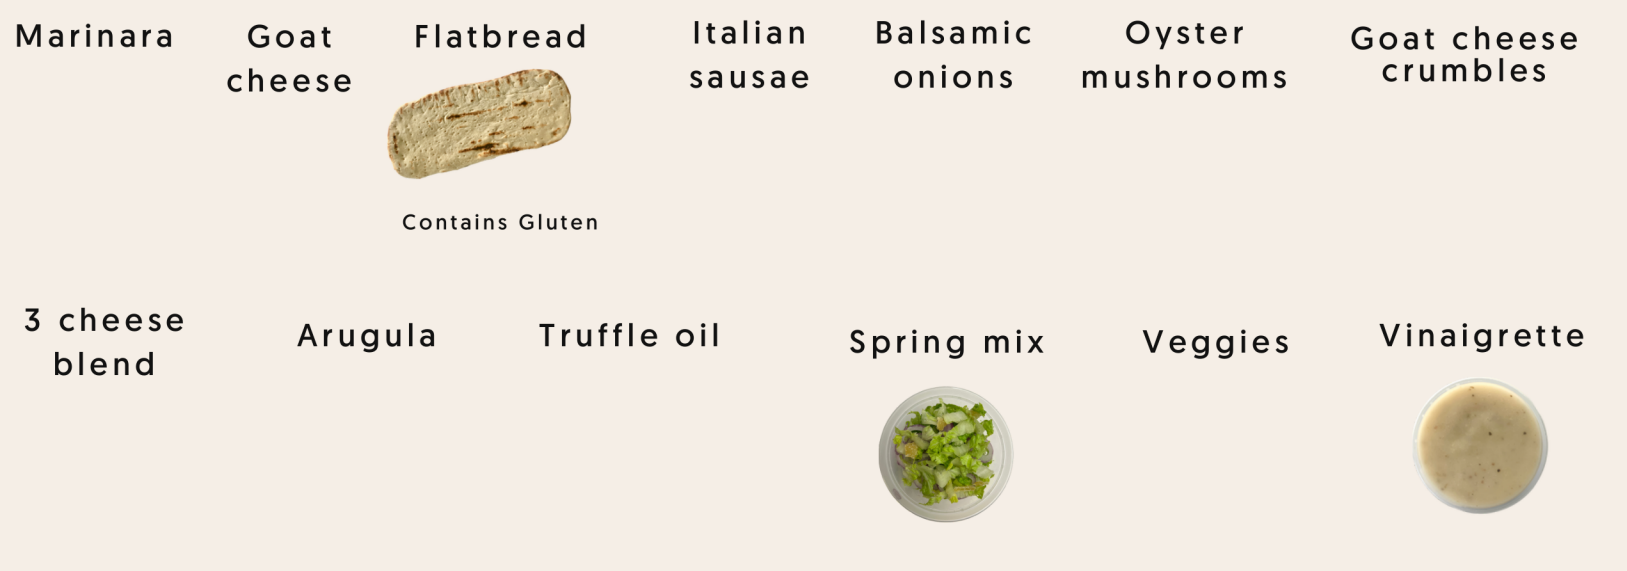 Marinara
Goat
cheese
Flatbread
Contains Gluten
Italian
sausae
Balsamic
onions
Oyster
mushrooms
Goat cheese
crumbles
3 cheese
blend
Arugula
Truffle oil
Spring mix
Veggies
Vinaigrette